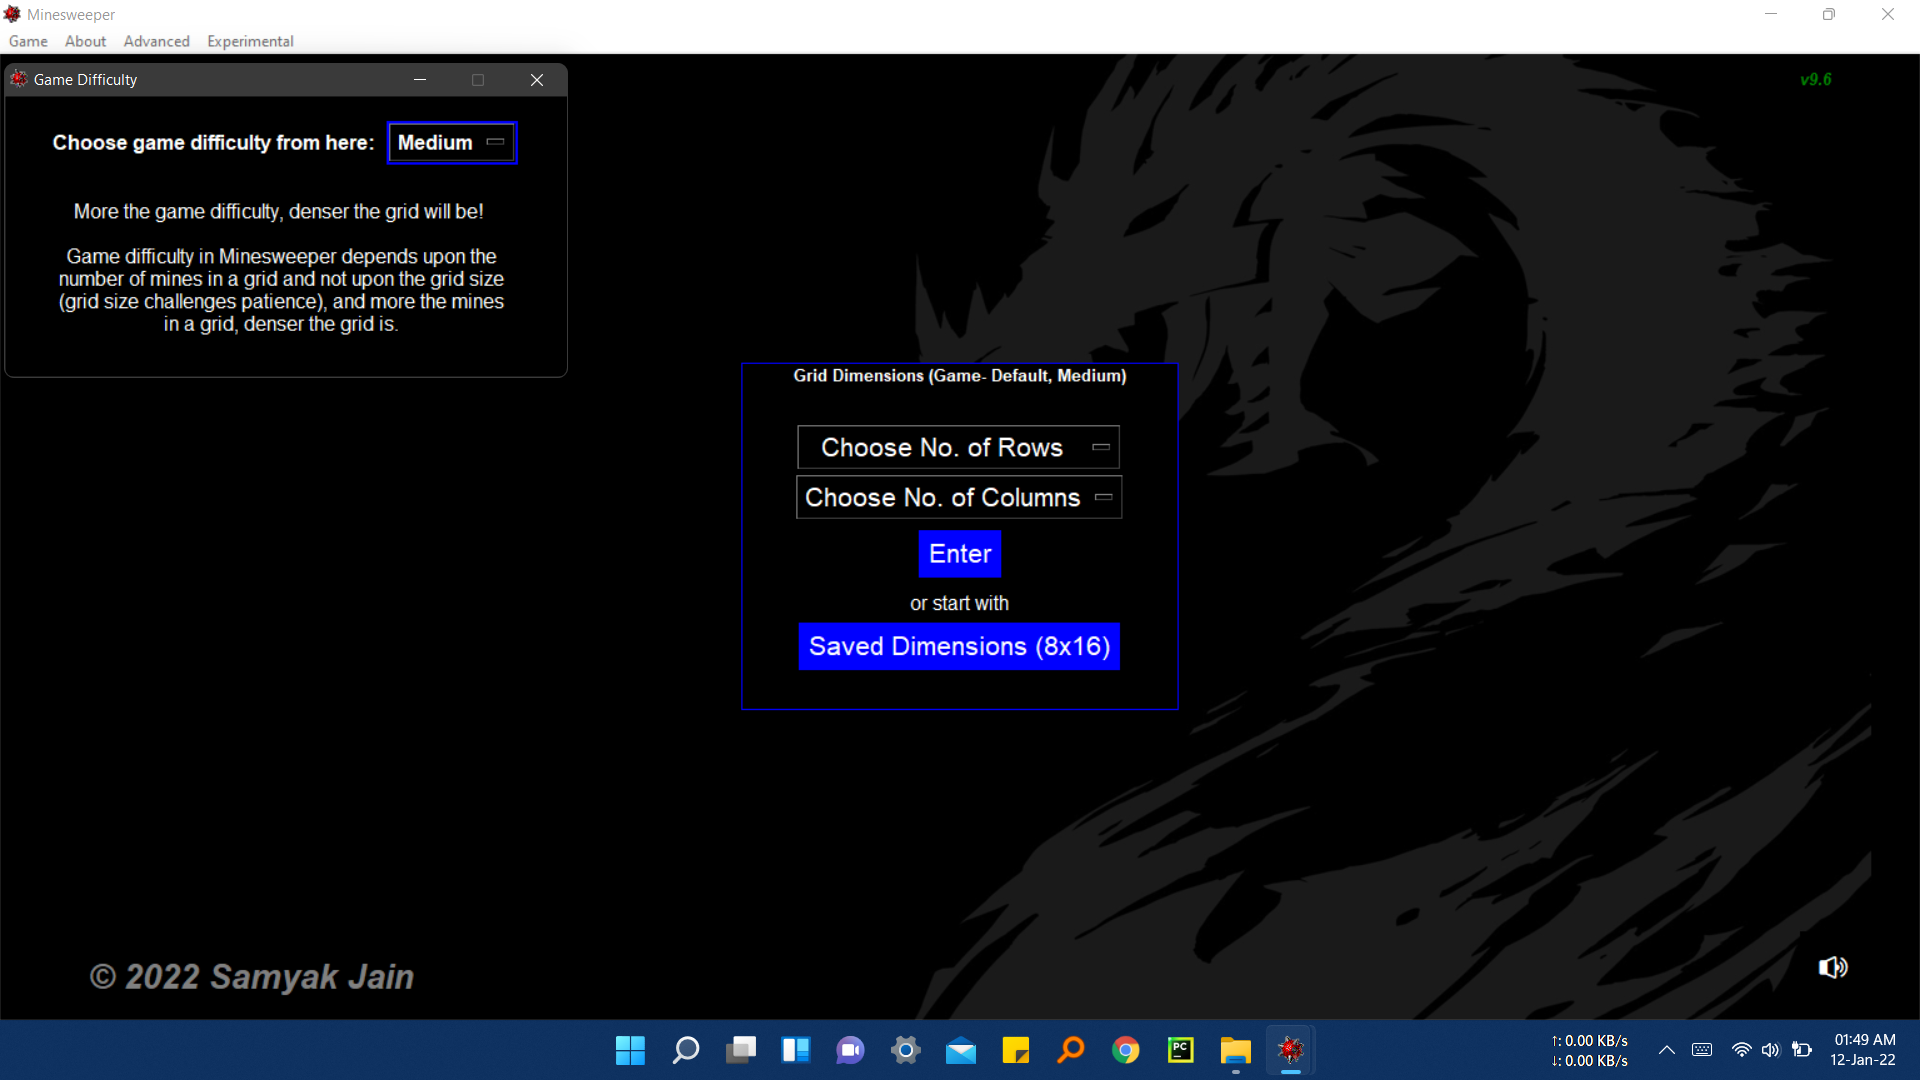 Minesweeper
Game About Advanced Experimental
Game Difficulty
v9.6
Choose game difficulty from here: Medium
More the game difficulty, denser the grid will be!
Game difficulty in Minesweeper depends upon the
number of mines in a grid and not upon the grid size
(grid size challenges patience), and more the mines
in a grid, denser the grid is.
Grid Dimensions (Game- Default, Medium)
Choose No. of Rows
Choose No. of Columns
Enter
or start with
Saved Dimensions (8x16)
© 2022 Samyak Jain
PC
↑: 0.00 KB/s
↓: 0.00 KB/s
01:49 AM
12-Jan-22